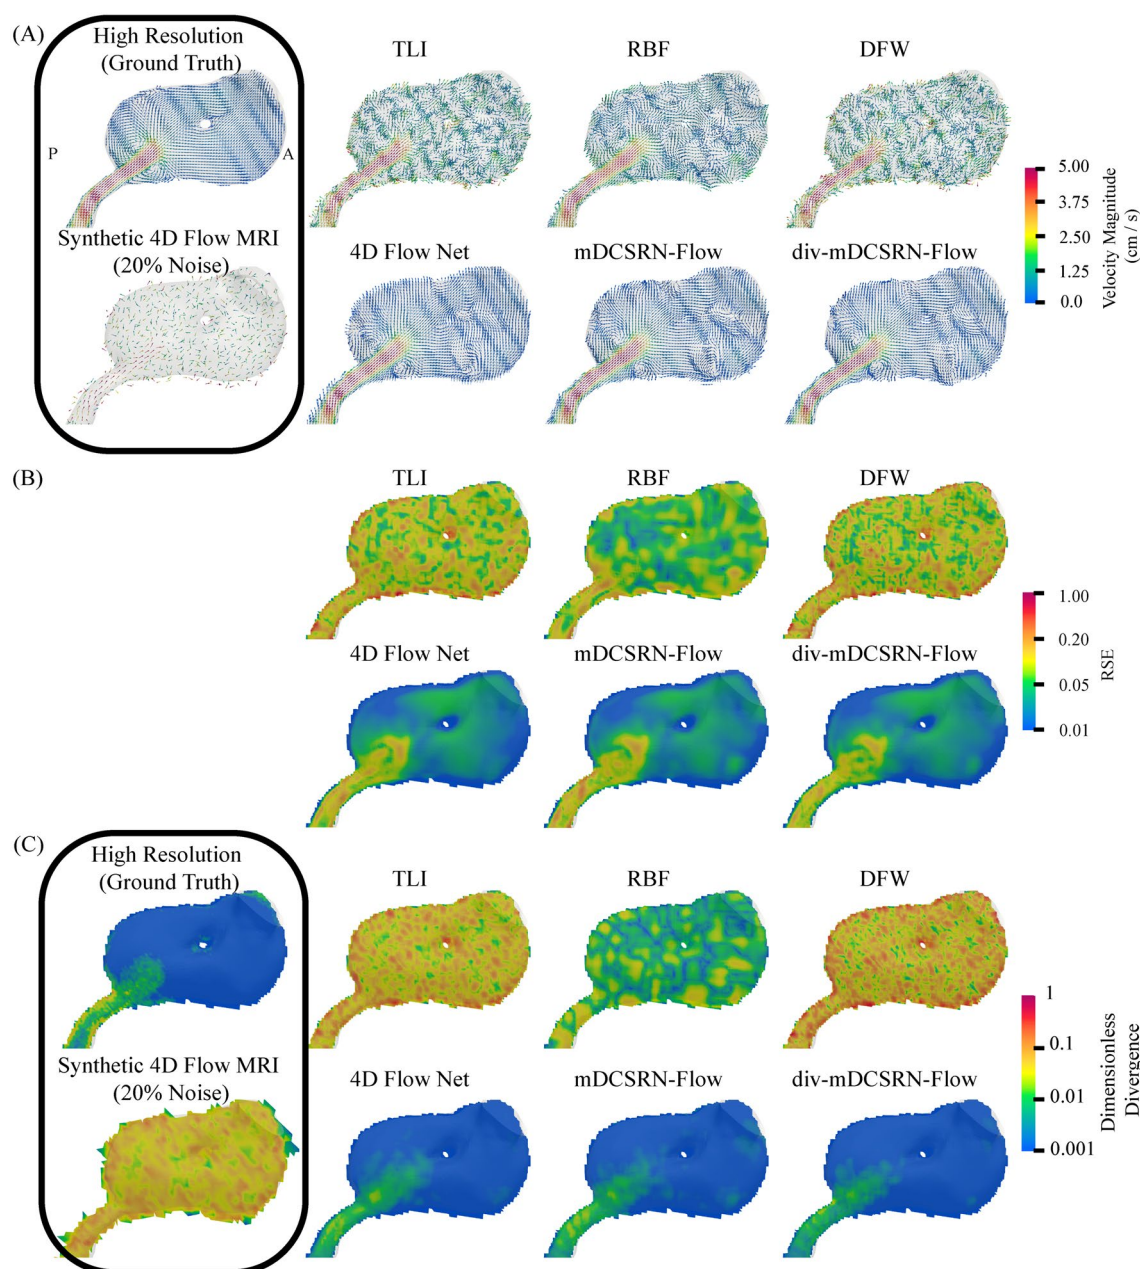 (A)
High Resolution
(Ground Truth)
TLI
RBF
DFW
P
A
5.00
3.75
2.50
1.25
0.0
Velocity Magnitude
(cm / s)
Synthetic 4D Flow MRI
(20% Noise)
4D Flow Net
mDCSRN-Flow
div-mDCSRN-Flow
(B)
TLI
RBF
DFW
1.00
0.20
0.05
0.01
RSE
4D Flow Net
mDCSRN-Flow
div-mDCSRN-Flow
(C)
High Resolution
(Ground Truth)
TLI
RBF
DFW
1
0.1
0.01
0.001
Dimensionless
Divergence
Synthetic 4D Flow MRI
(20% Noise)
4D Flow Net
mDCSRN-Flow
div-mDCSRN-Flow